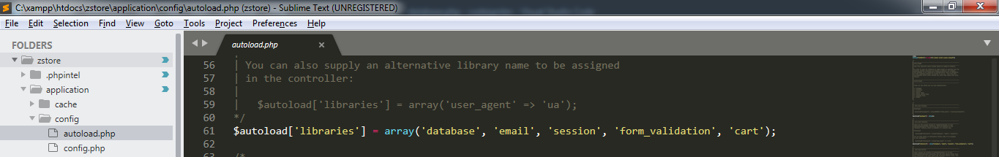 C:\xampp\htdocs\zstore\application\config\autoload.php (zstore) - Sublime Text (UNREGISTERED)
File Edit Selection Find View Goto Tools Project Preferences Help
FOLDERS
zstore
.phpintel
application
cache
config
autoload.php
config.php
autoload.php
56 | You can also supply an alternative library name to be assigned
57 | in the controller:
58 |
59 | $autoload['libraries'] = array('user_agent' => 'ua');
60 */
61 $autoload['libraries'] = array('database', 'email', 'session', 'form_validation', 'cart');
62
63 /*